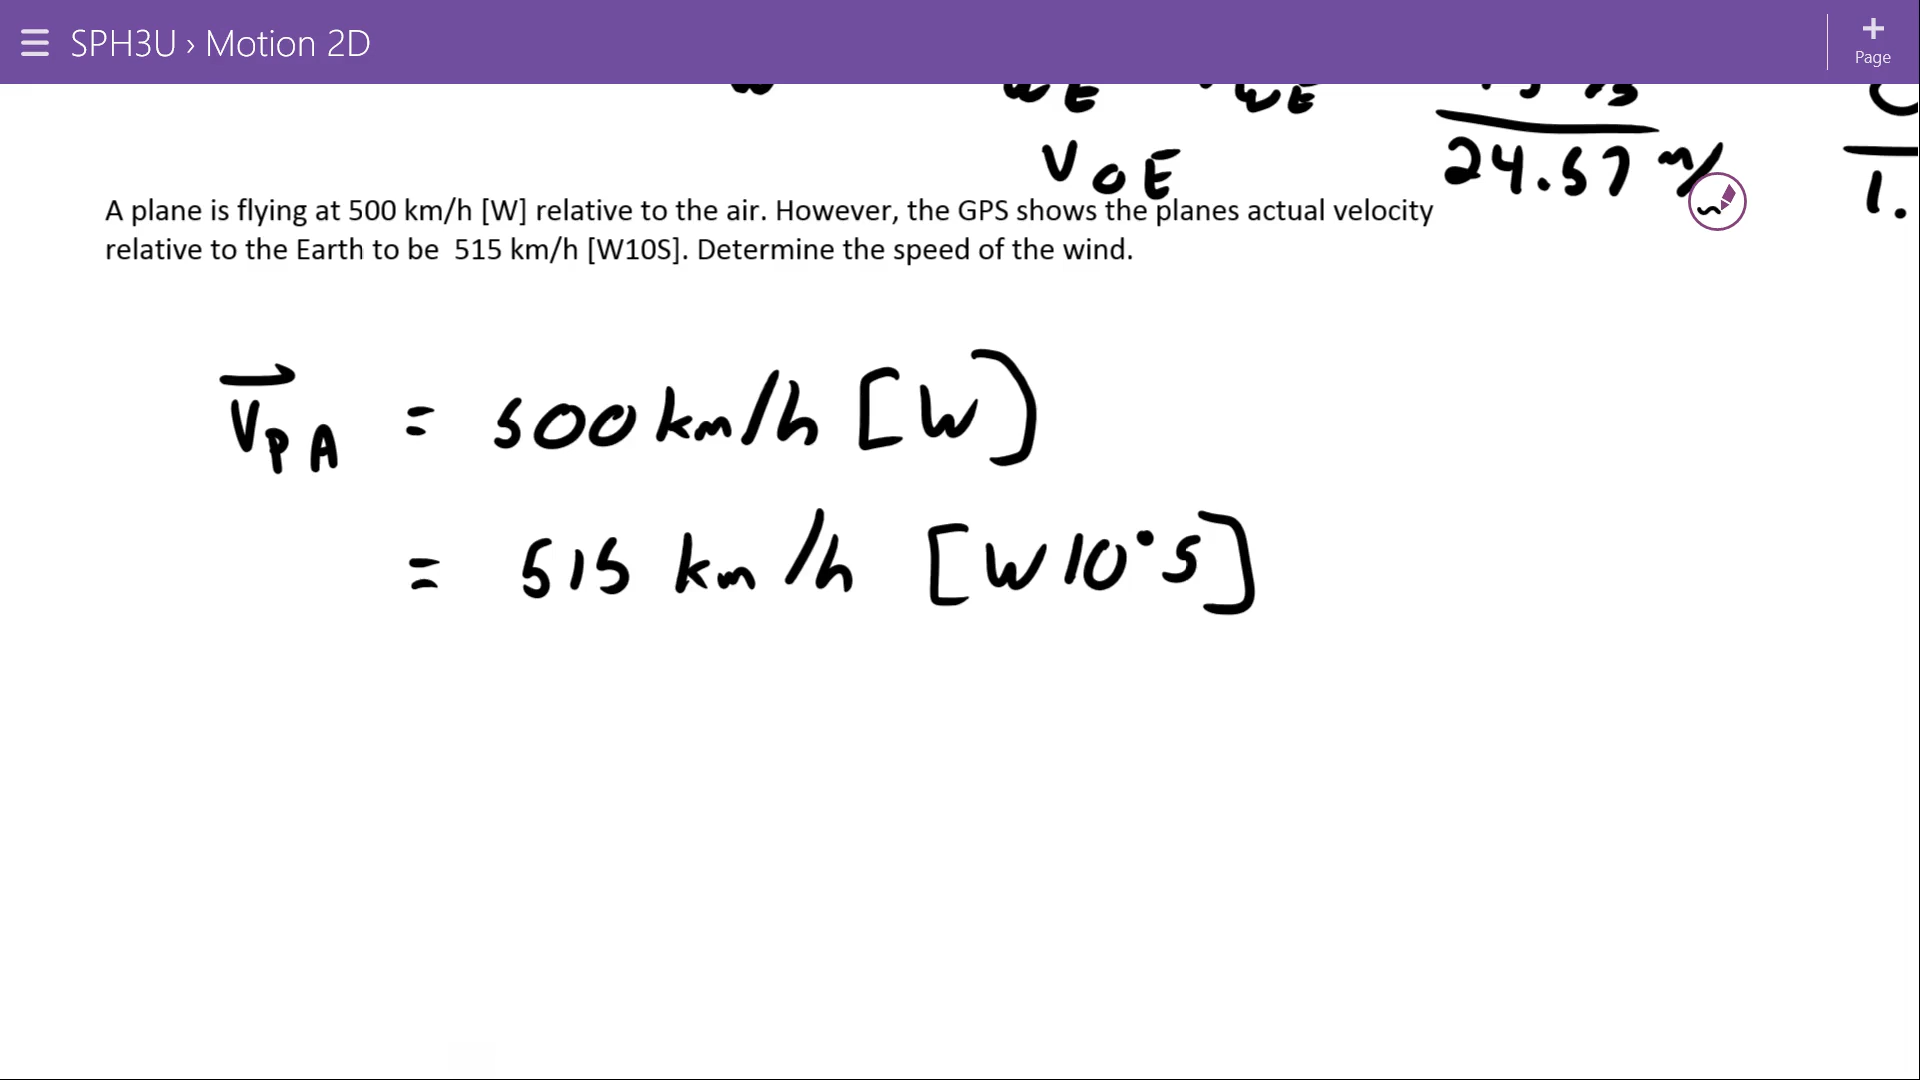 SPH3U › Motion 2D
Page
24.57 m/
1.
V O E
A plane is flying at 500 km/h [W] relative to the air. However, the GPS shows the planes actual velocity
relative to the Earth to be 515 km/h [W10S]. Determine the speed of the wind.
V P A = 500 km/h [W]
= 515 km/h [W10°S]